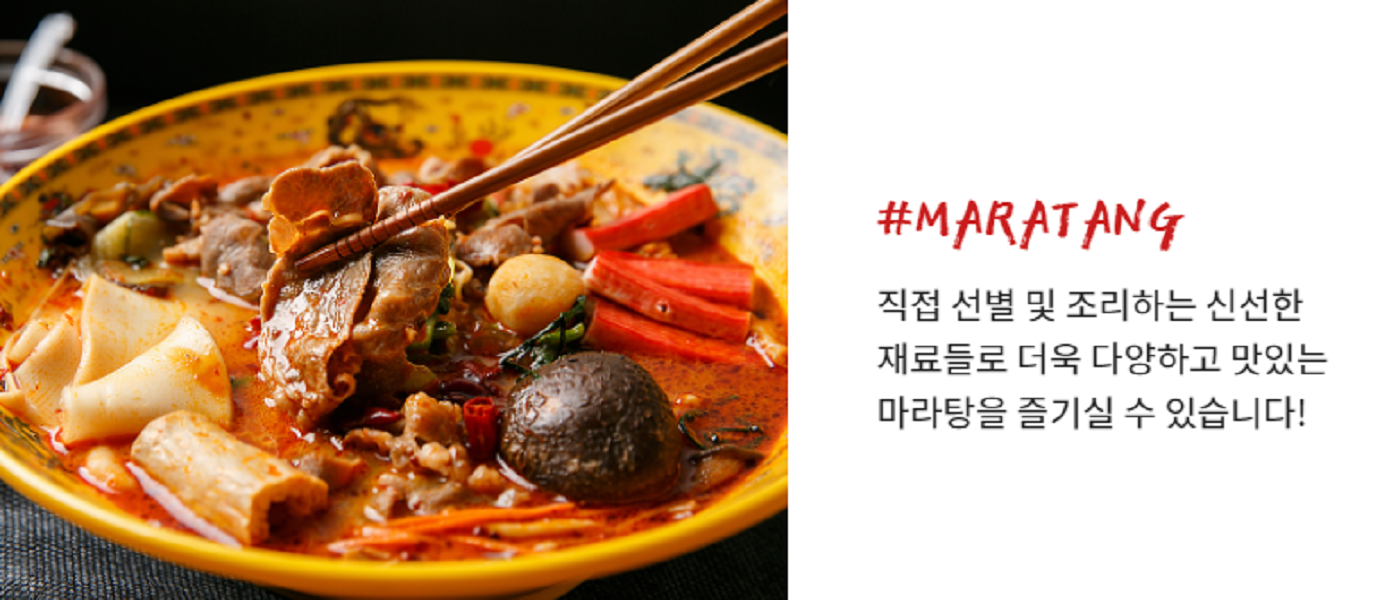 #MARATANG
직접 선별 및 조리하는 신선한
재료들로 더욱 다양하고 맛있는
마라탕을 즐기실 수 있습니다!